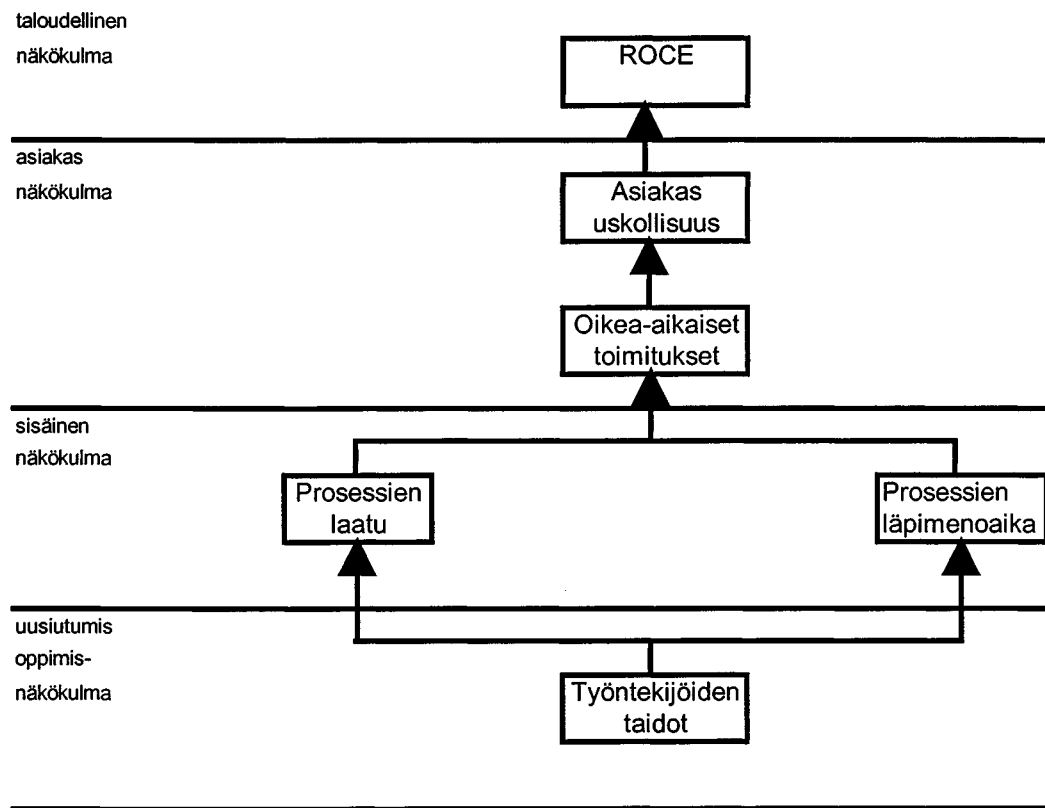 taloudellinen
näkökulma
ROCE
asiakas
näkökulma
Asiakas
uskollisuus
Oikea-aikaiset
toimitukset
sisäinen
näkökulma
Prosessien
laatu
Prosessien
läpimenoaika
uusiutumis
oppimis-
näkökulma
Työntekijöiden
taidot